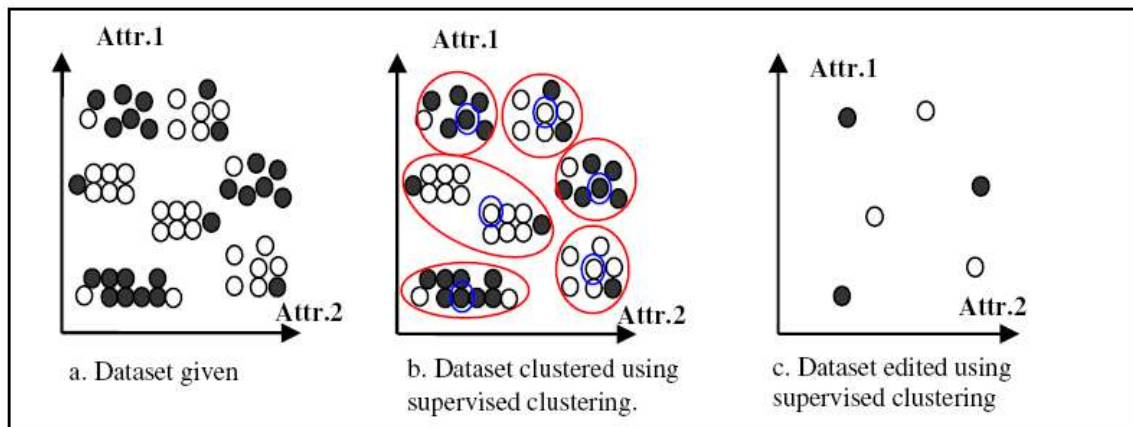 Attr.1
Attr.2
a. Dataset given
Attr.1
Attr.2
b. Dataset clustered using
supervised clustering.
Attr.1
Attr.2
c. Dataset edited using
supervised clustering